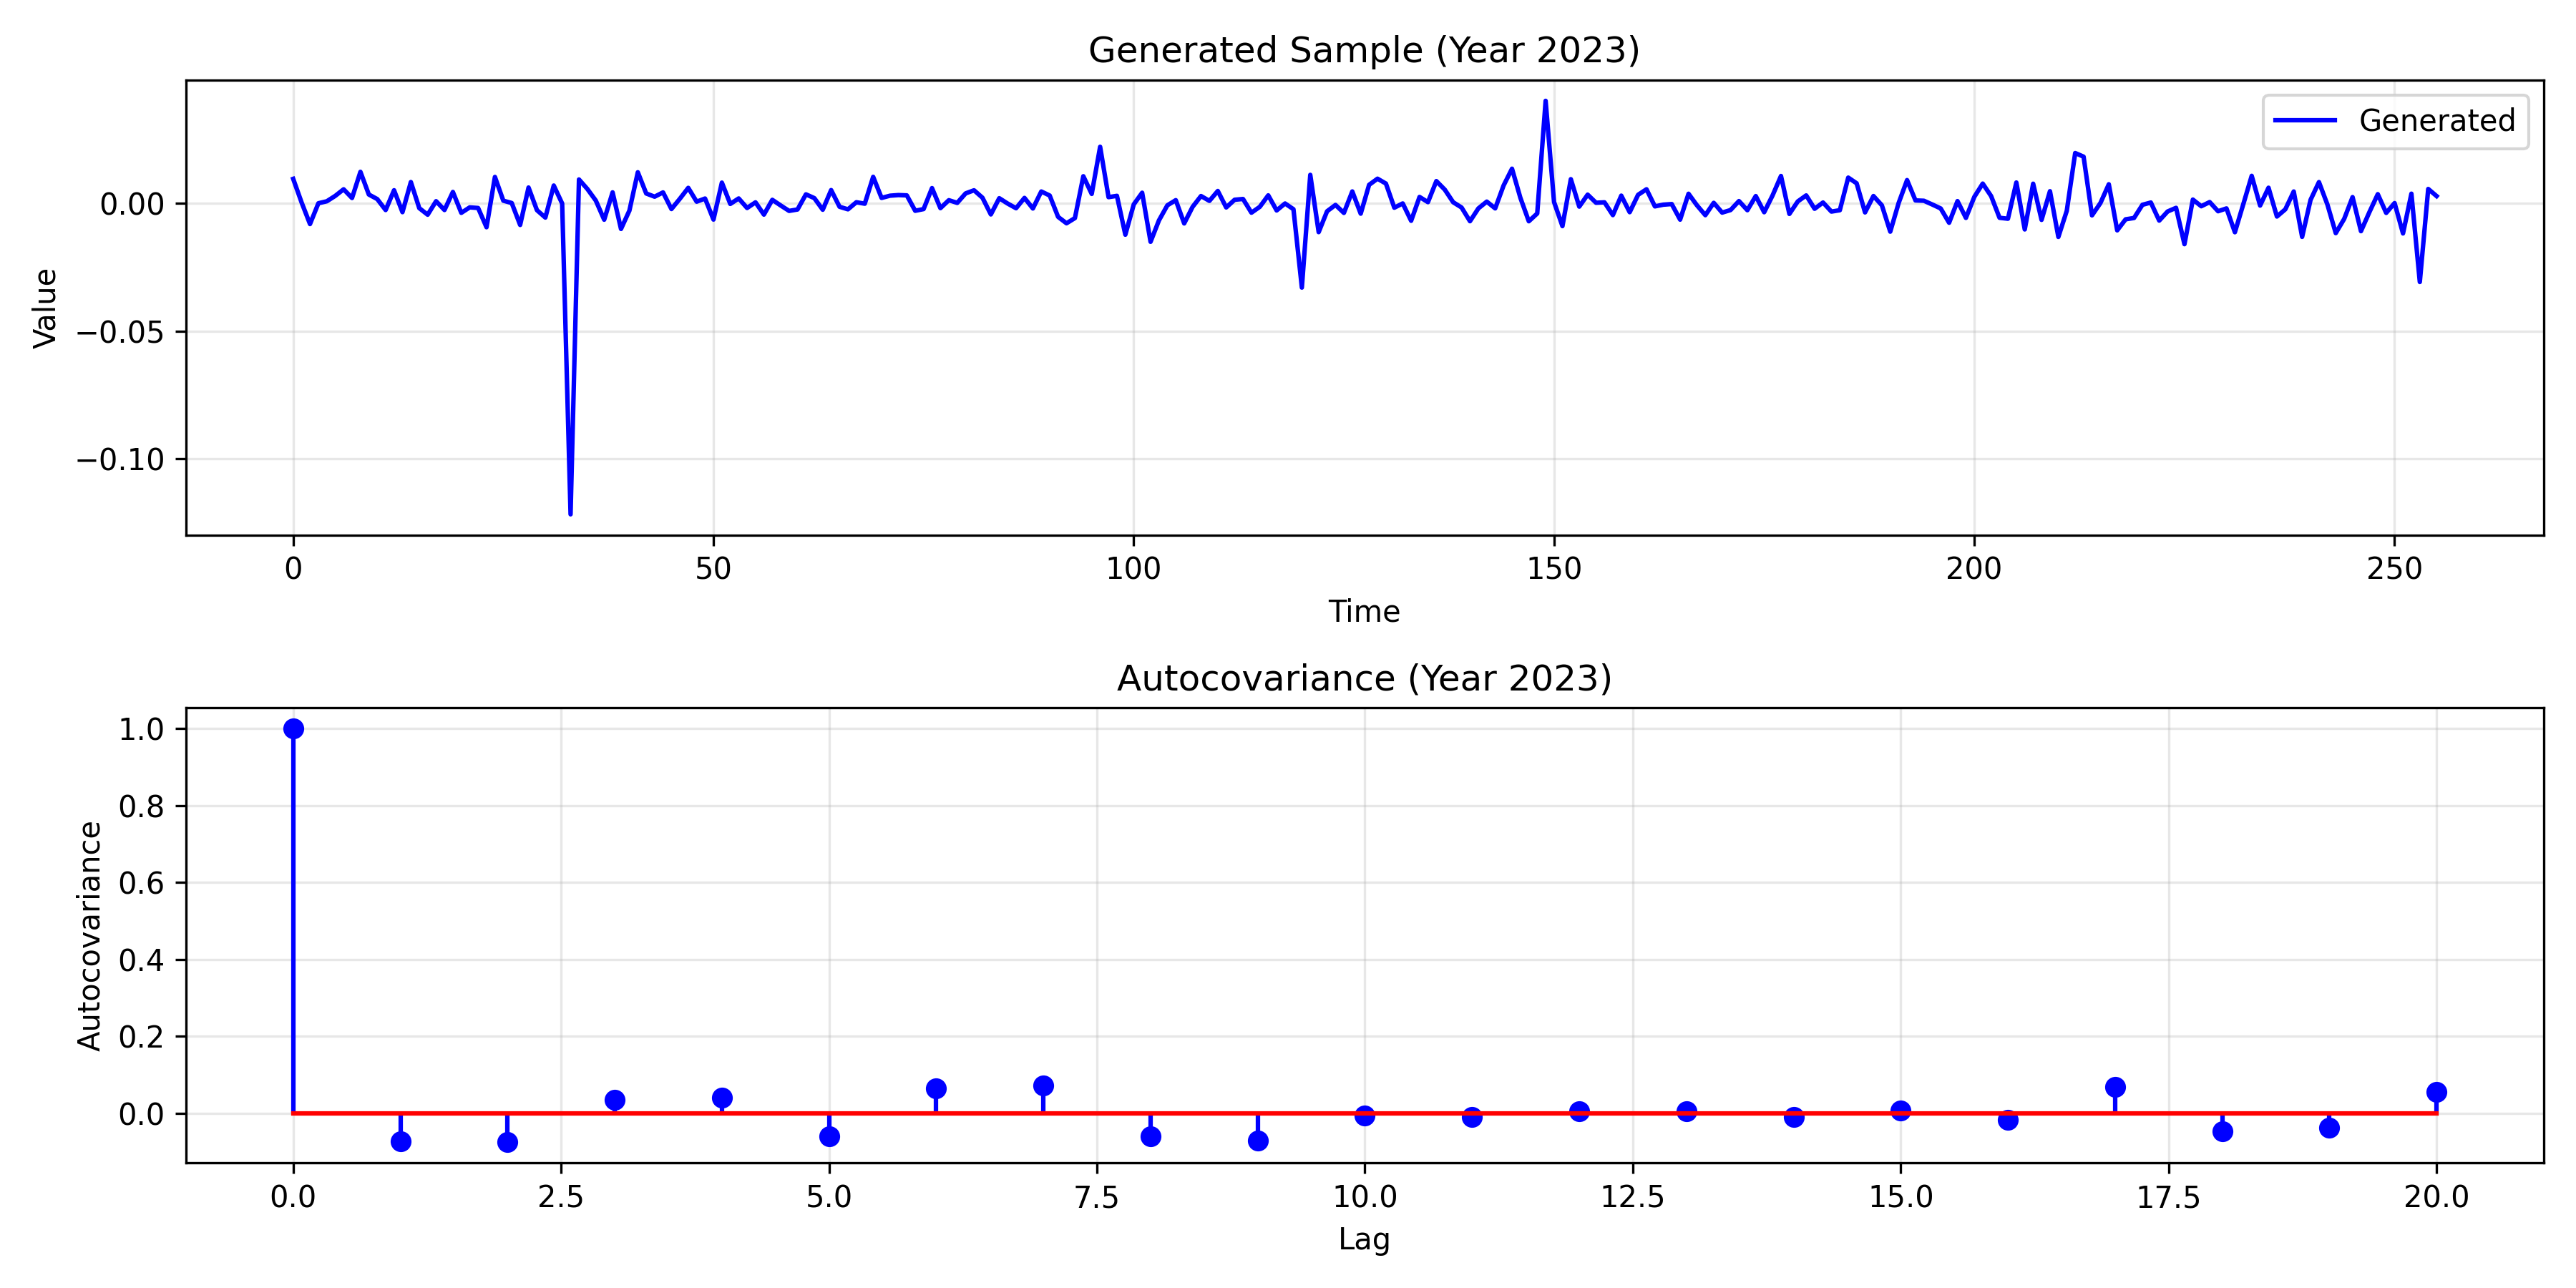 Generated Sample (Year 2023)
Generated
Value
0.00
−0.05
−0.10
0 50 100 150 200 250
Time
Autocovariance (Year 2023)
Autocovariance
1.0
0.8
0.6
0.4
0.2
0.0
0.0 2.5 5.0 7.5 10.0 12.5 15.0 17.5 20.0
Lag